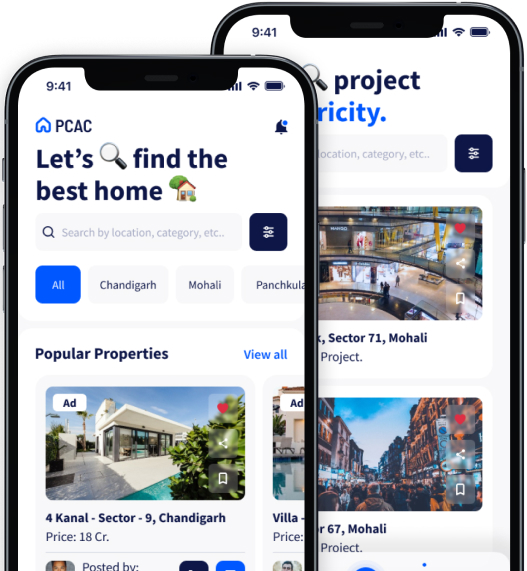 9:41
PCAC
Let's find the
best home
Search by location, category, etc..
All
Chandigarh
Mohali
Panchkula
Popular Properties
View all
Ad
4 Kanal - Sector - 9, Chandigarh
Price: 18 Cr.
Posted by:
Ad
Villa -
Price:
9:41
project
ricity.
location, category, etc..
, Sector 71, Mohali
Project.
67, Mohali
Project.